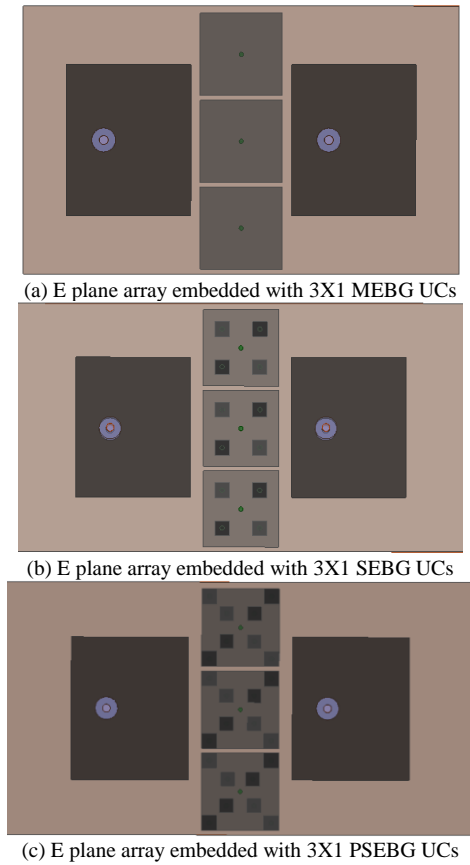 (a) E plane array embedded with 3X1 MEBG UCs
(b) E plane array embedded with 3X1 SEBG UCs
(c) E plane array embedded with 3X1 PSEBG UCs